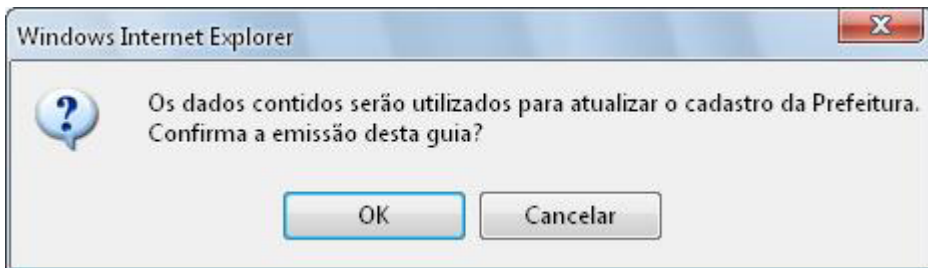 Windows Internet Explorer
Os dados contidos serão utilizados para atualizar o cadastro da Prefeitura.
Confirma a emissão desta guia?
OK
Cancelar